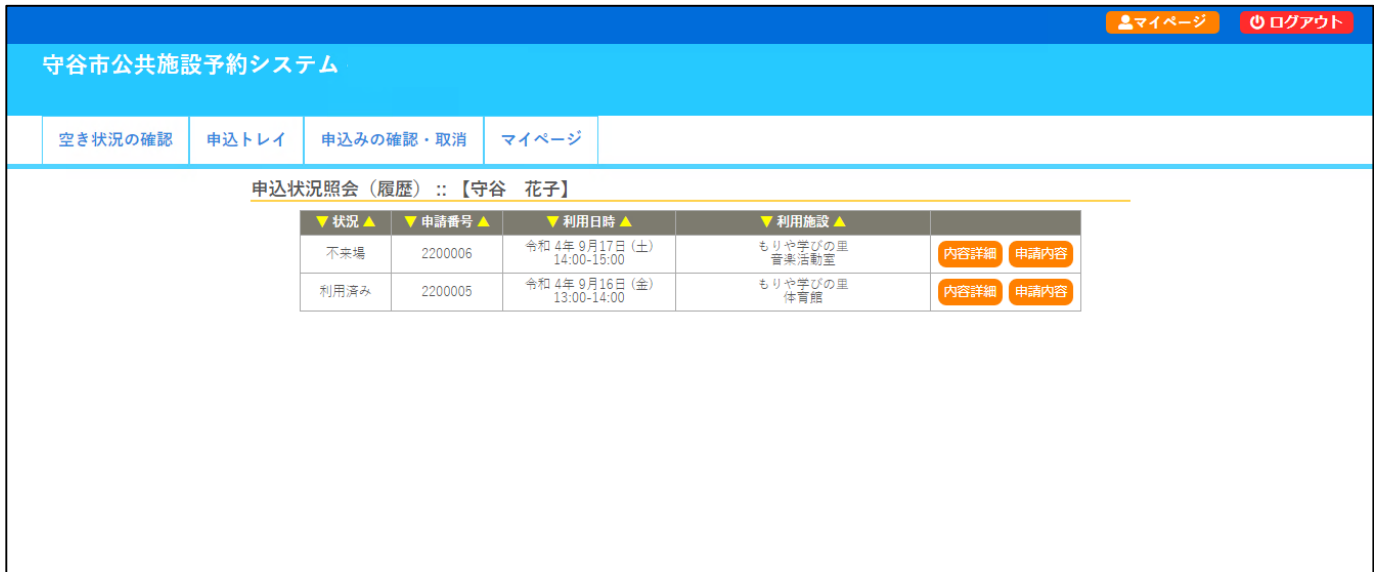 マイページ ログアウト
守谷市公共施設予約システム
空き状況の確認 申込トレイ 申込みの確認・取消 マイページ
申込状況照会（履歴） :: 【守谷　花子】
▼ 状況 ▲ ▼ 申請番号 ▲ ▼ 利用日時 ▲ ▼ 利用施設 ▲
不来場 2200006 令和 4年 9月17日 (土) もりや学びの里 内容詳細 申請内容
14:00-15:00 音楽活動室
利用済み 2200005 令和 4年 9月16日 (金) もりや学びの里 内容詳細 申請内容
13:00-14:00 体育館